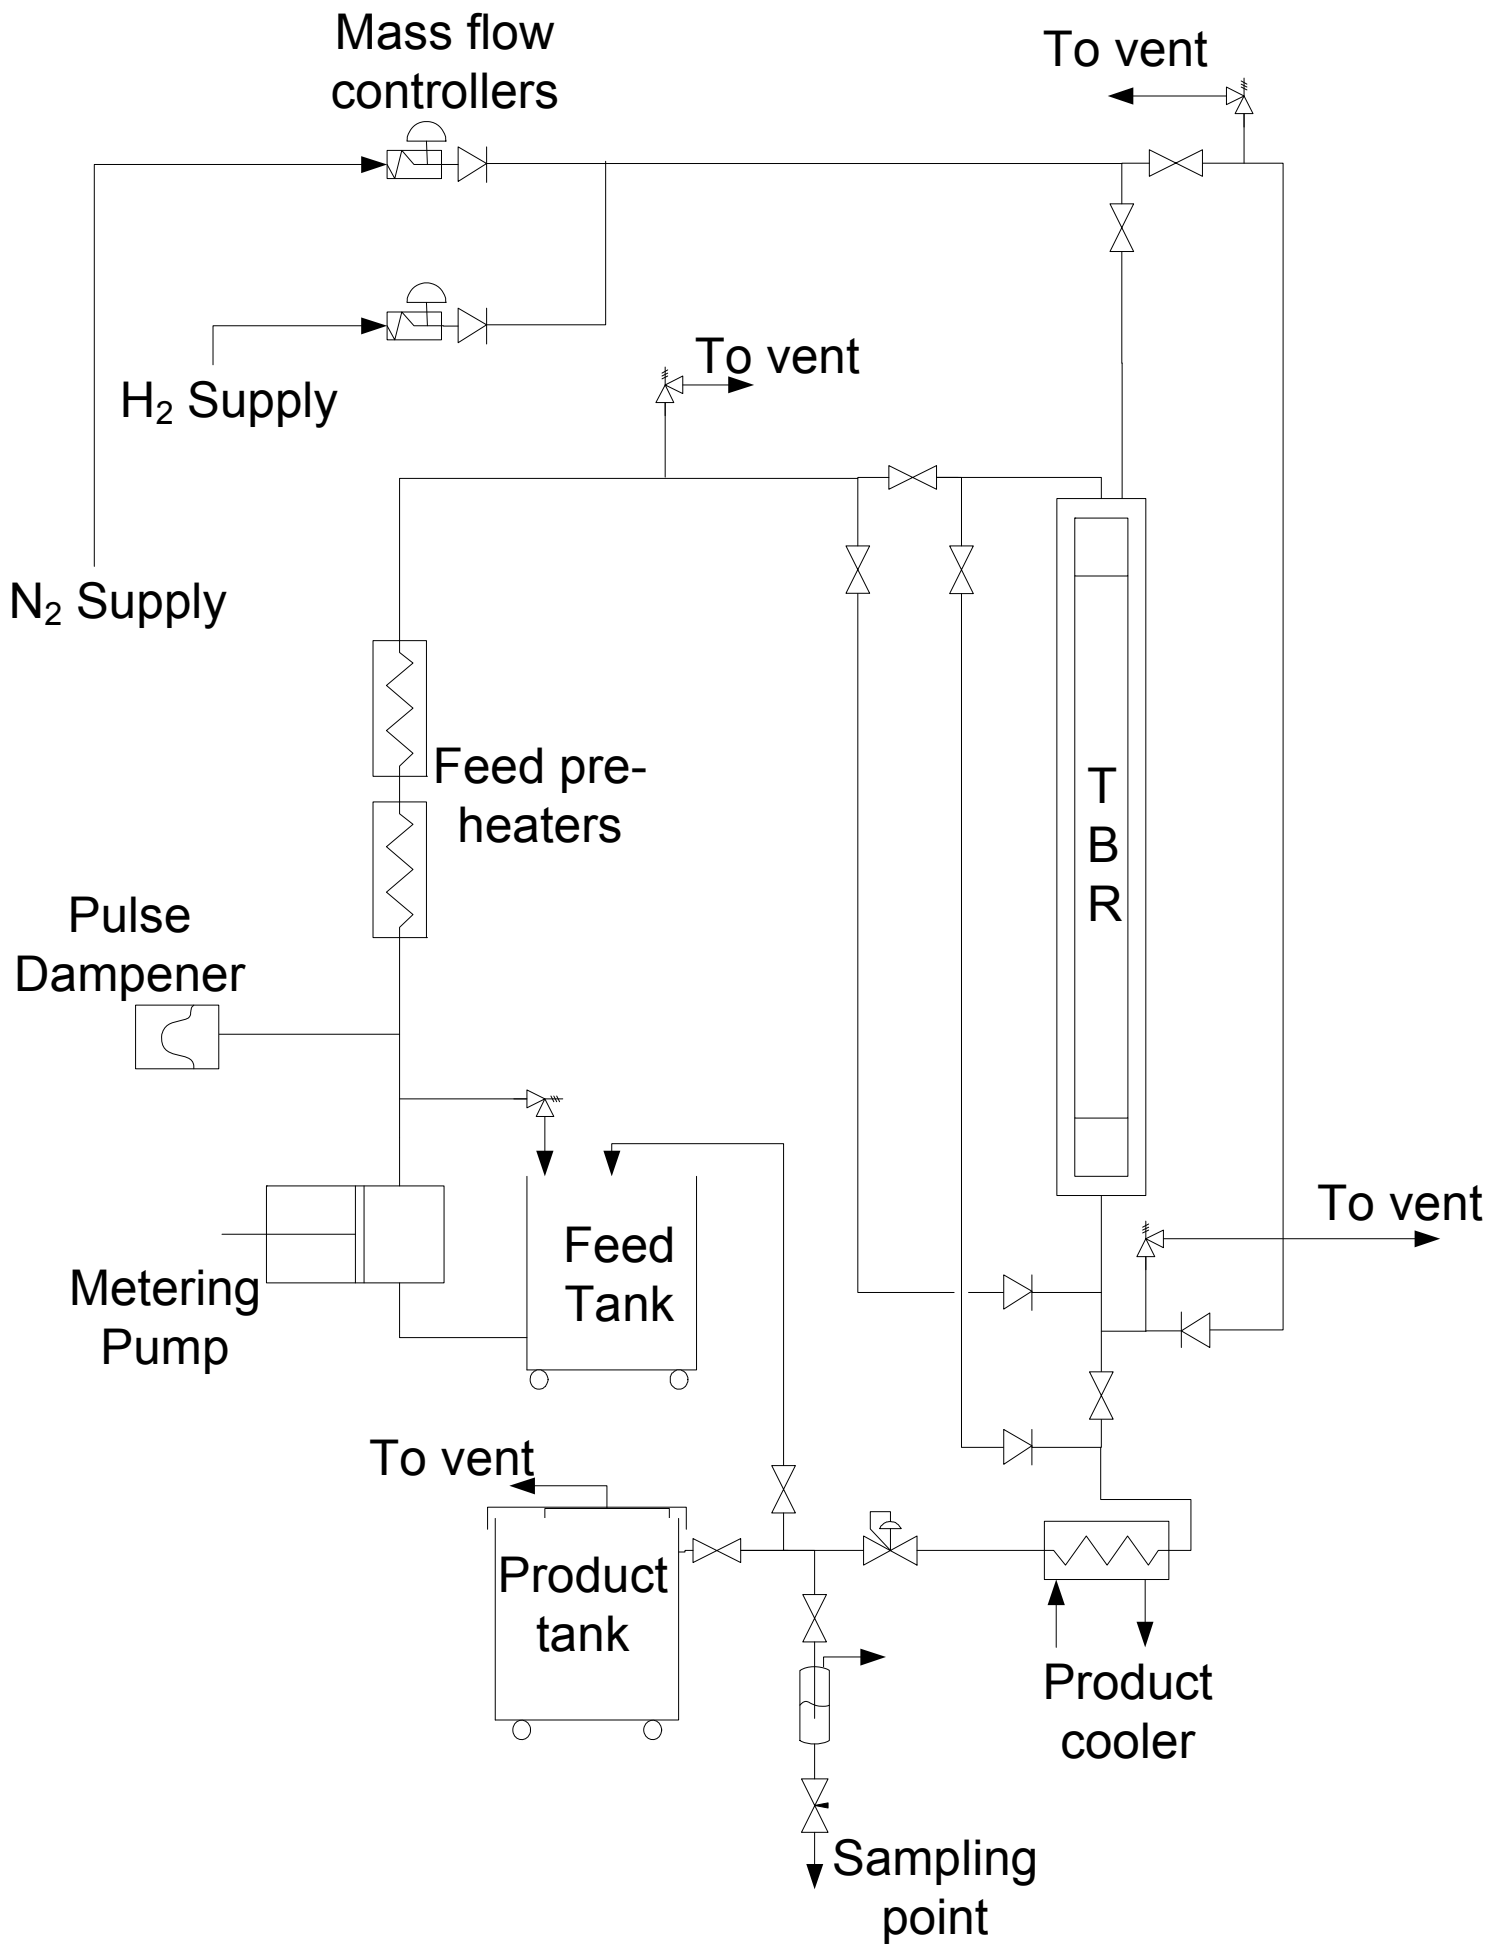 Mass flow
controllers
To vent
H₂ Supply
To vent
N₂ Supply
Feed pre-
heaters
T
B
R
Pulse
Dampener
To vent
Feed
Tank
Metering
Pump
To vent
Product
tank
Product
cooler
Sampling
point